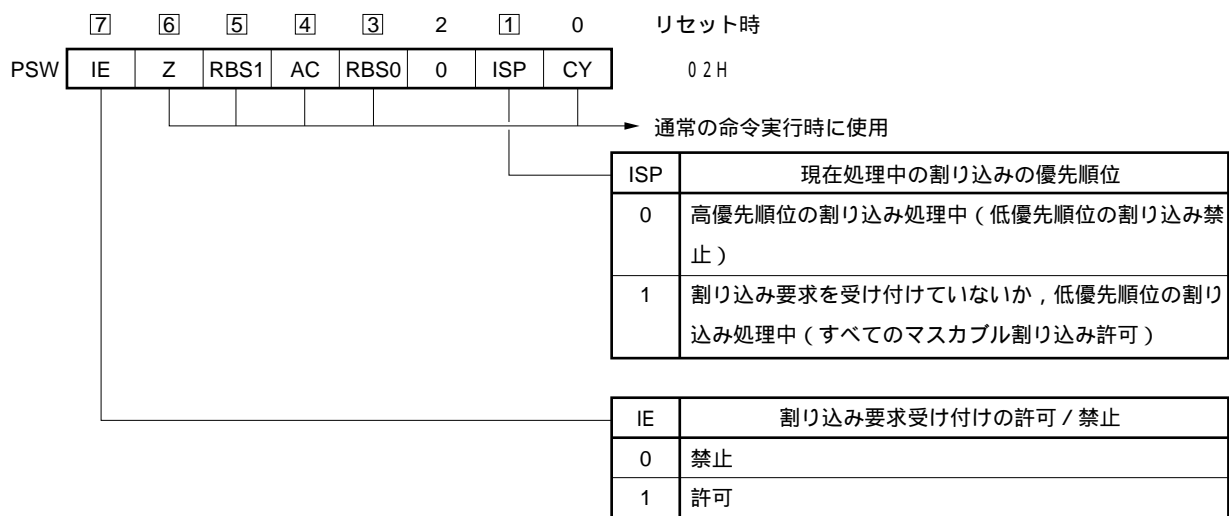 7 6 5 4 3 2 1 0 リセット時
PSW IE Z RBS1 AC RBS0 0 ISP CY 02H
通常の命令実行時に使用
ISP 現在処理中の割り込みの優先順位
0 高優先順位の割り込み処理中(低優先順位の割り込み禁
止)
1 割り込み要求を受け付けていないか,低優先順位の割り
込み処理中(すべてのマスカブル割り込み許可)
IE 割り込み要求受け付けの許可/禁止
0 禁止
1 許可